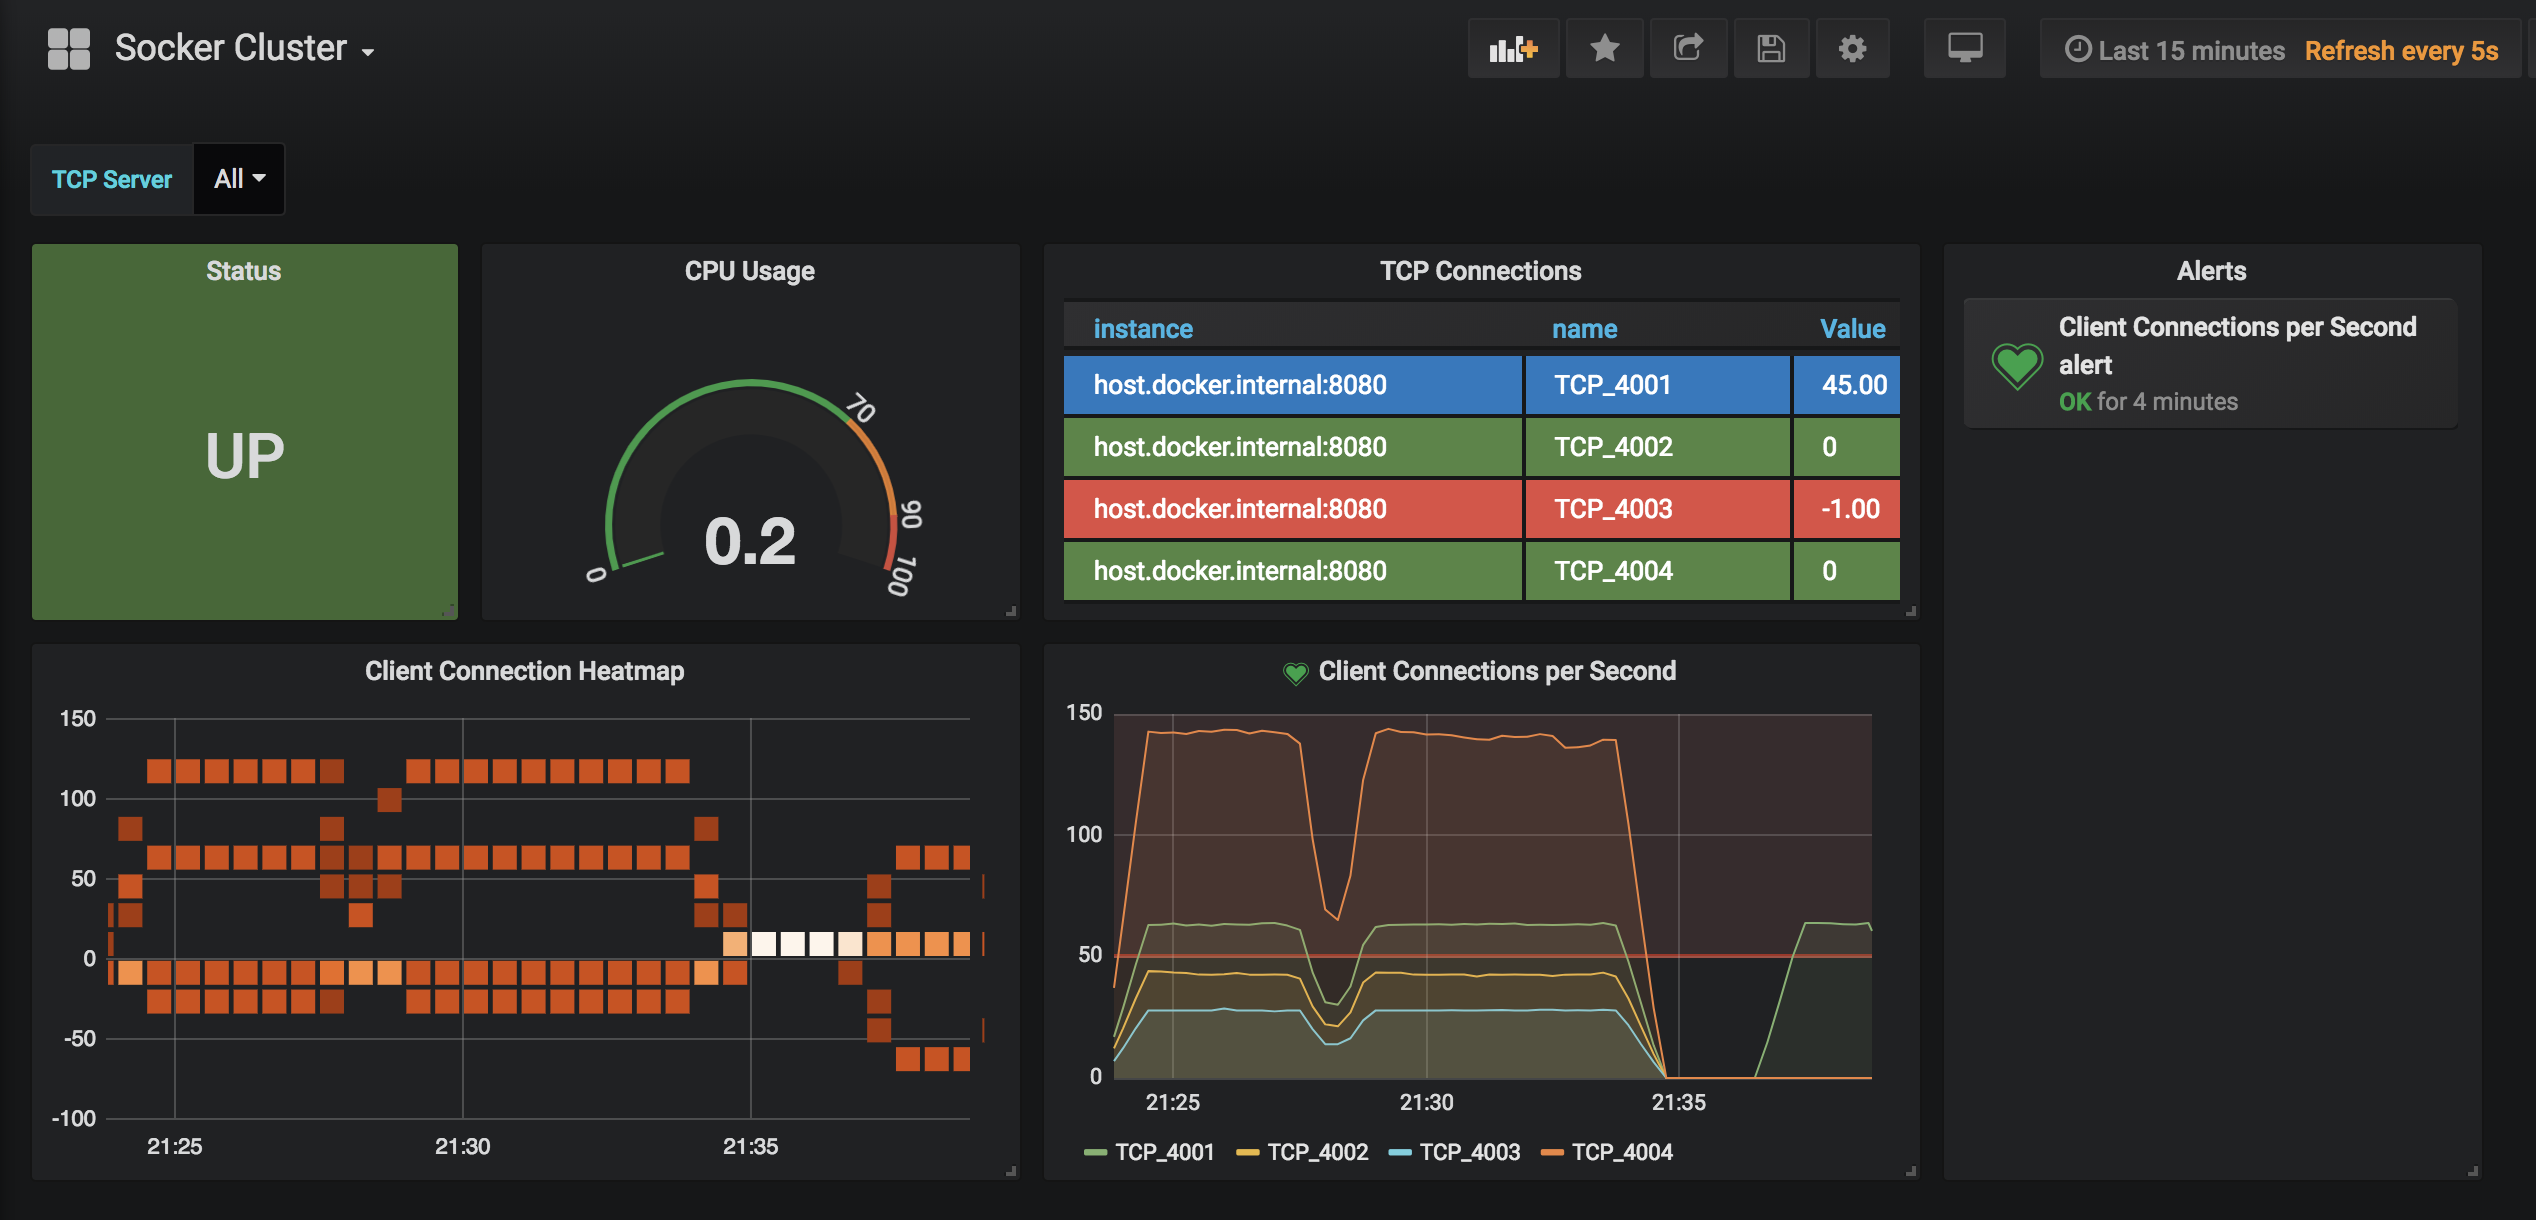 Socker Cluster
Last 15 minutes Refresh every 5s
TCP Server All
Status
UP
CPU Usage
0
70
90
100
0.2
TCP Connections
instance name Value
host.docker.internal:8080 TCP_4001 45.00
host.docker.internal:8080 TCP_4002 0
host.docker.internal:8080 TCP_4003 -1.00
host.docker.internal:8080 TCP_4004 0
Alerts
Client Connections per Second
alert
OK for 4 minutes
Client Connection Heatmap
150
100
50
0
-50
-100
21:25 21:30 21:35
Client Connections per Second
150
100
50
0
21:25 21:30 21:35
TCP_4001 TCP_4002 TCP_4003 TCP_4004